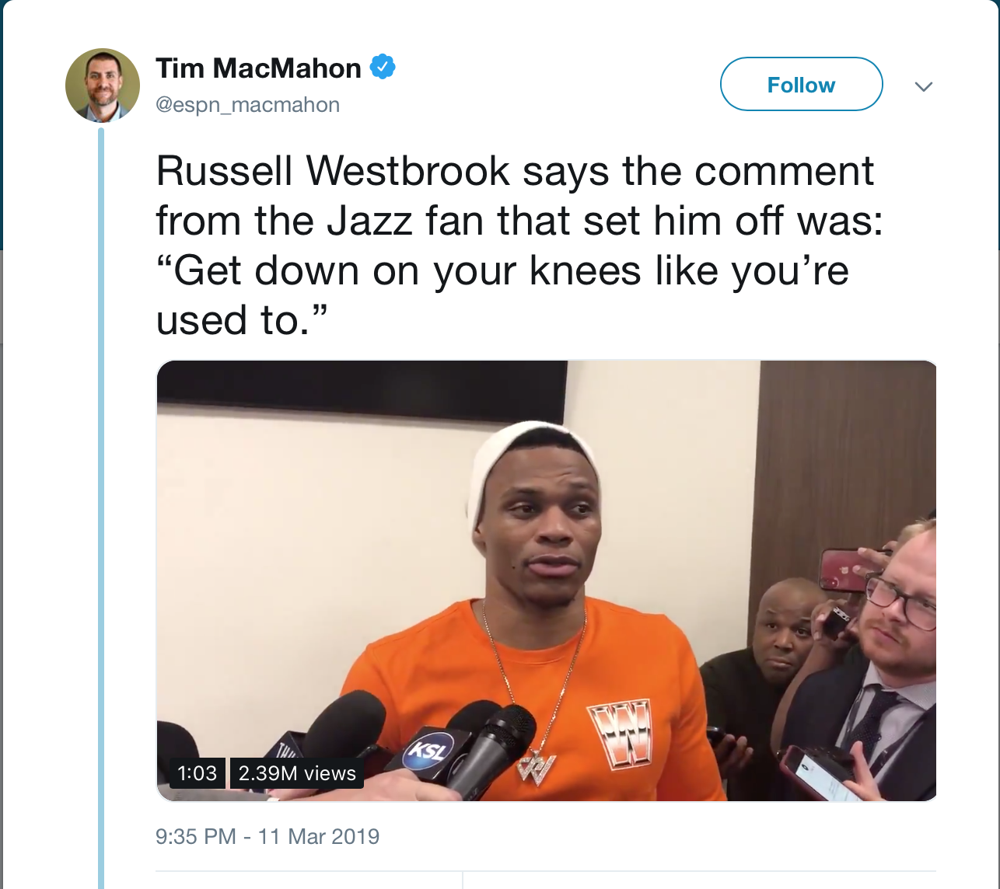 Tim MacMahon
@espn_macmahon
Follow
Russell Westbrook says the comment
from the Jazz fan that set him off was:
“Get down on your knees like you’re
used to.”
W
KSL
1:03
2.39M views
9:35 PM - 11 Mar 2019